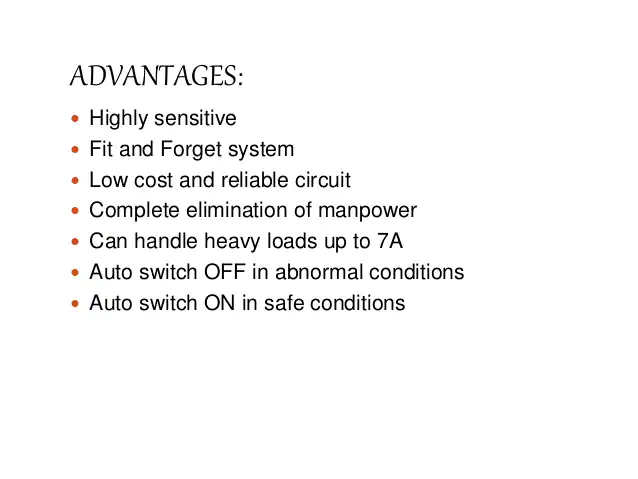 ADVANTAGES:
• Highly sensitive
• Fit and Forget system
• Low cost and reliable circuit
• Complete elimination of manpower
• Can handle heavy loads up to 7A
• Auto switch OFF in abnormal conditions
• Auto switch ON in safe conditions